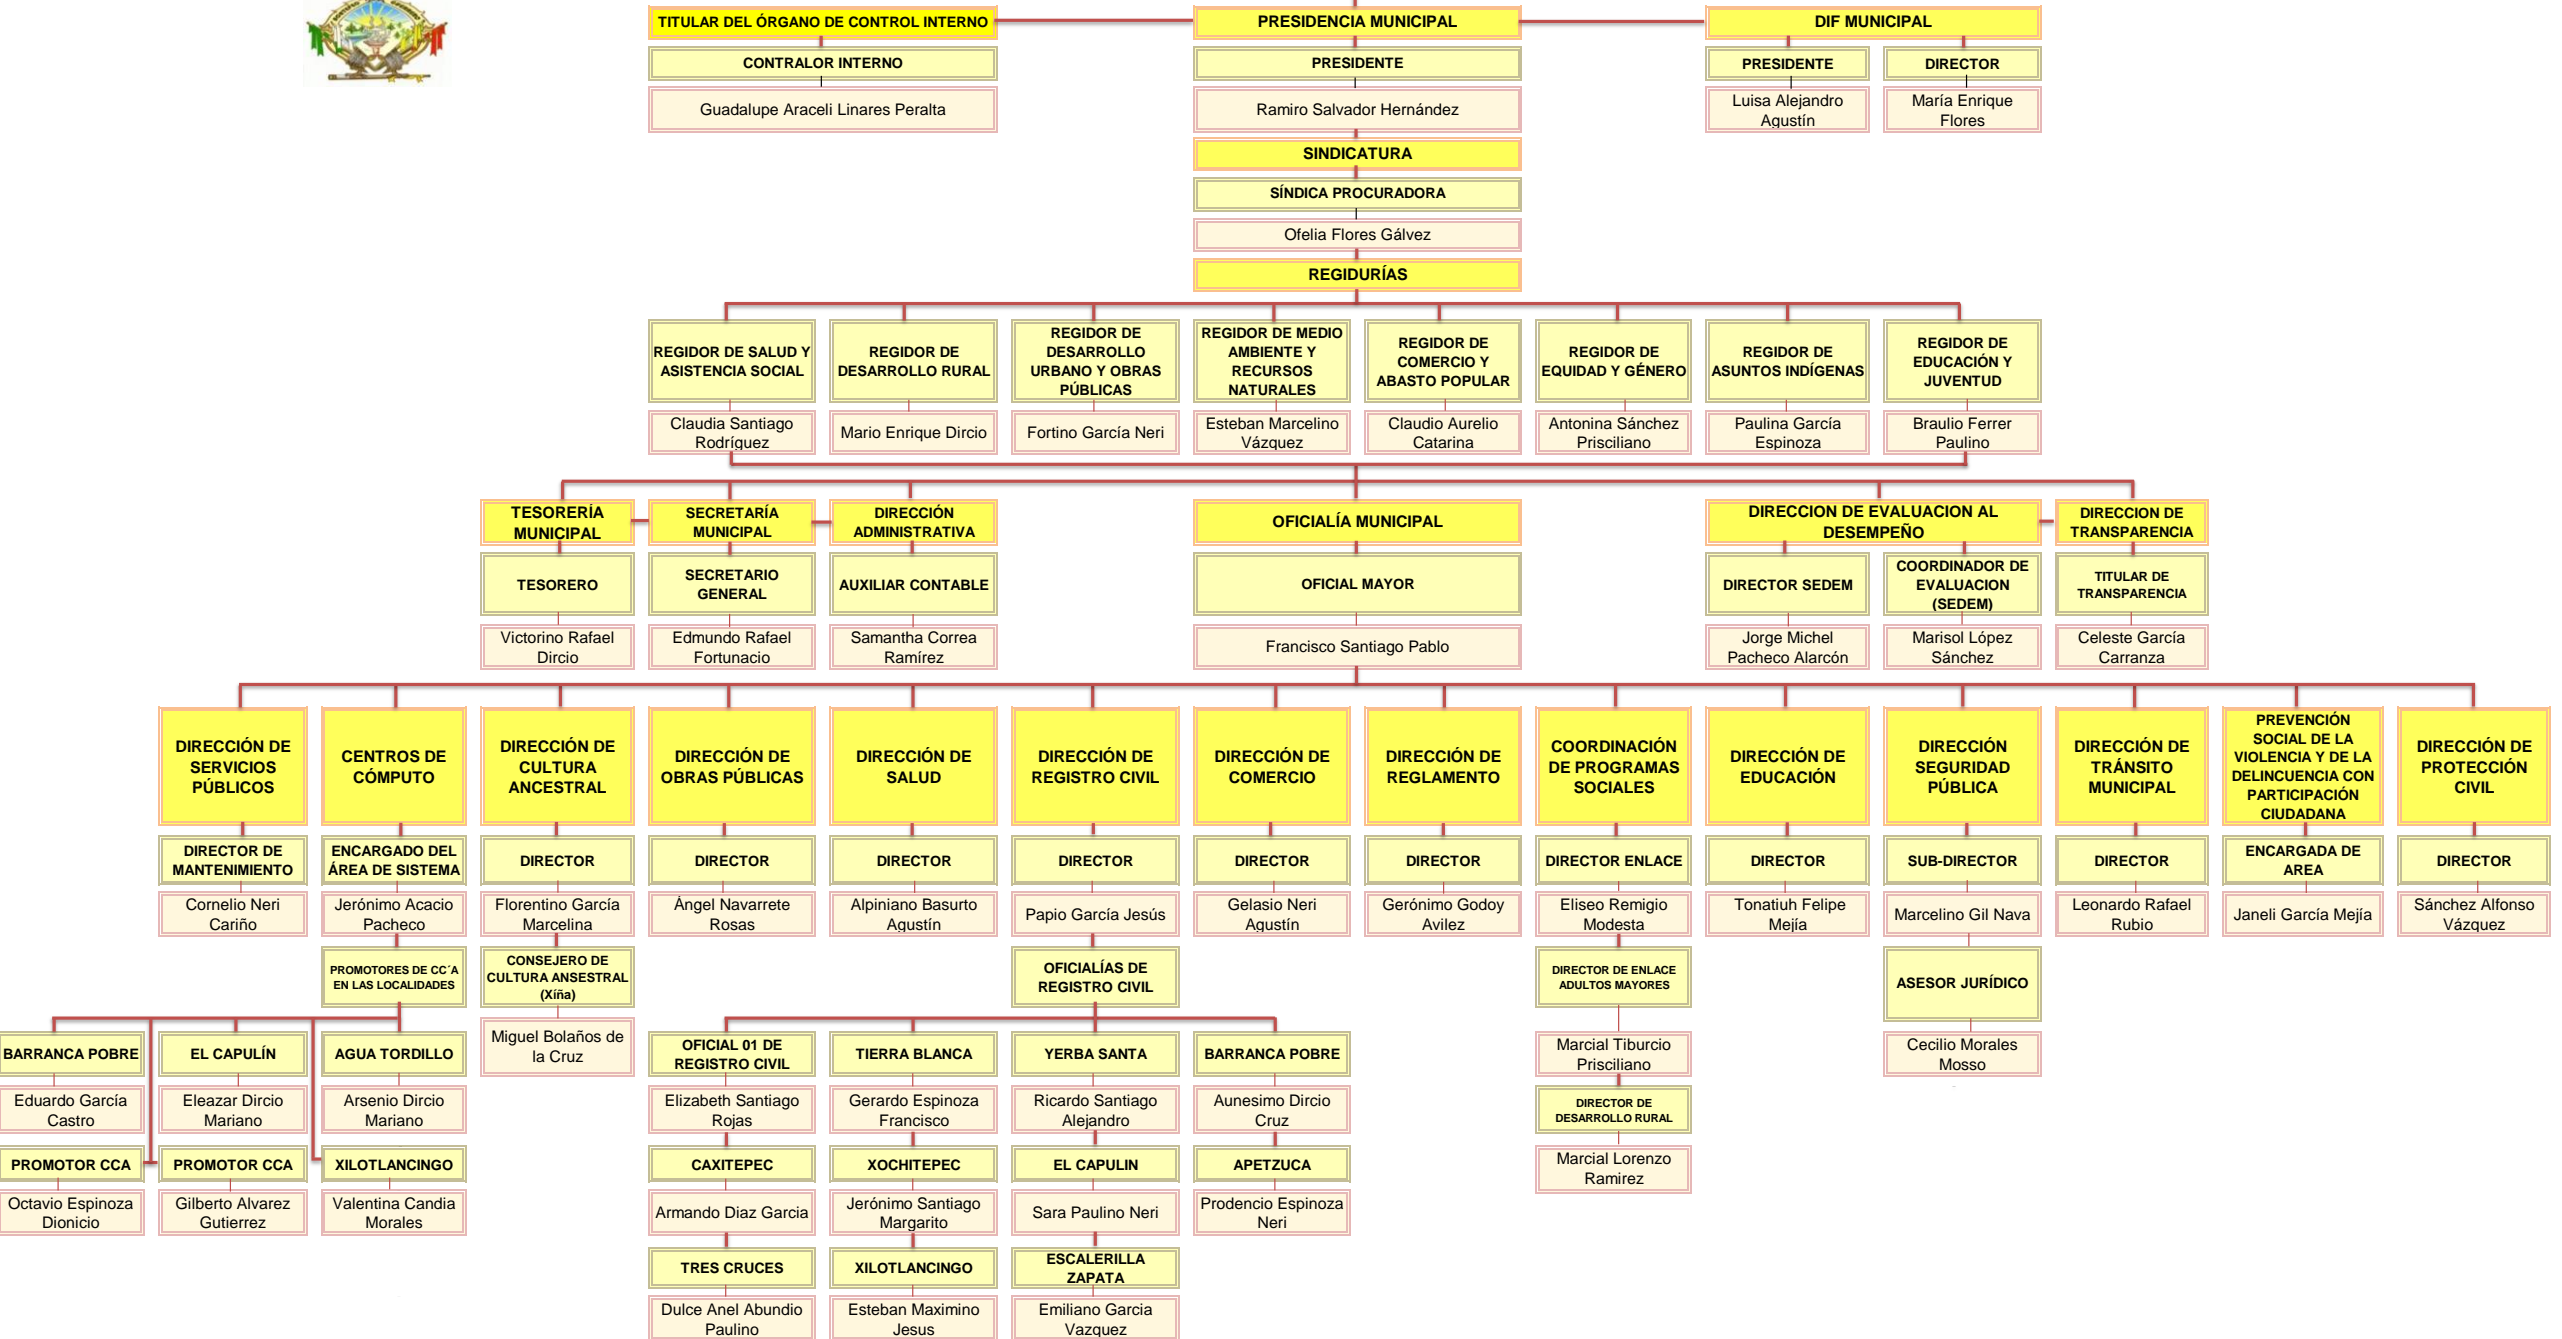 TITULAR DEL ÓRGANO DE CONTROL INTERNO
PRESIDENCIA MUNICIPAL
DIF MUNICIPAL
CONTRALOR INTERNO
PRESIDENTE
PRESIDENTE
DIRECTOR
Guadalupe Araceli Linares Peralta
Ramiro Salvador Hernández
Luisa Alejandro
Agustín
María Enrique
Flores
SINDICATURA
SÍNDICA PROCURADORA
Ofelia Flores Gálvez
REGIDURÍAS
REGIDOR DE SALUD Y
ASISTENCIA SOCIAL
REGIDOR DE
DESARROLLO RURAL
REGIDOR DE
DESARROLLO
URBANO Y OBRAS
PÚBLICAS
REGIDOR DE MEDIO
AMBIENTE Y
RECURSOS
NATURALES
REGIDOR DE
COMERCIO Y
ABASTO POPULAR
REGIDOR DE
EQUIDAD Y GÉNERO
REGIDOR DE
ASUNTOS INDÍGENAS
REGIDOR DE
EDUCACIÓN Y
JUVENTUD
Claudia Santiago
Rodríguez
Mario Enrique Dircio
Fortino García Neri
Esteban Marcelino
Vázquez
Claudio Aurelio
Catarina
Antonina Sánchez
Prisciliano
Paulina García
Espinoza
Braulio Ferrer
Paulino
TESORERÍA
MUNICIPAL
SECRETARÍA
MUNICIPAL
DIRECCIÓN
ADMINISTRATIVA
OFICIALÍA MUNICIPAL
DIRECCION DE EVALUACION AL
DESEMPEÑO
DIRECCION DE
TRANSPARENCIA
TESORERO
SECRETARIO
GENERAL
AUXILIAR CONTABLE
OFICIAL MAYOR
DIRECTOR SEDEM
COORDINADOR DE
EVALUACION
(SEDEM)
TITULAR DE
TRANSPARENCIA
Victorino Rafael
Dircio
Edmundo Rafael
Fortunacio
Samantha Correa
Ramírez
Francisco Santiago Pablo
Jorge Michel
Pacheco Alarcón
Marisol López
Sánchez
Celeste García
Carranza
DIRECCIÓN DE
SERVICIOS
PÚBLICOS
CENTROS DE
CÓMPUTO
DIRECCIÓN DE
CULTURA
ANCESTRAL
DIRECCIÓN DE
OBRAS PÚBLICAS
DIRECCIÓN DE
SALUD
DIRECCIÓN DE
REGISTRO CIVIL
DIRECCIÓN DE
COMERCIO
DIRECCIÓN DE
REGLAMENTO
COORDINACIÓN
DE PROGRAMAS
SOCIALES
DIRECCIÓN DE
EDUCACIÓN
DIRECCIÓN
SEGURIDAD
PÚBLICA
DIRECCIÓN DE
TRÁNSITO
MUNICIPAL
PREVENCIÓN
SOCIAL DE LA
VIOLENCIA Y DE LA
DELINCUENCIA CON
PARTICIPACIÓN
CIUDADANA
DIRECCIÓN DE
PROTECCIÓN
CIVIL
DIRECTOR DE
MANTENIMIENTO
ENCARGADO DEL
ÁREA DE SISTEMA
DIRECTOR
DIRECTOR
DIRECTOR
DIRECTOR
DIRECTOR
DIRECTOR
DIRECTOR ENLACE
DIRECTOR
SUB-DIRECTOR
DIRECTOR
ENCARGADA DE
AREA
DIRECTOR
Cornelio Neri
Cariño
Jerónimo Acacio
Pacheco
Florentino García
Marcelina
Ángel Navarrete
Rosas
Alpiniano Basurto
Agustín
Papio García Jesús
Gelasio Neri
Agustín
Gerónimo Godoy
Avilez
Eliseo Remigio
Modesta
Tonatiuh Felipe
Mejía
Marcelino Gil Nava
Leonardo Rafael
Rubio
Janeli García Mejía
Sánchez Alfonso
Vázquez
PROMOTORES DE CC´A
EN LAS LOCALIDADES
CONSEJERO DE
CULTURA ANSESTRAL
(Xíña)
OFICIALÍAS DE
REGISTRO CIVIL
DIRECTOR DE ENLACE
ADULTOS MAYORES
ASESOR JURÍDICO
BARRANCA POBRE
EL CAPULÍN
AGUA TORDILLO
Miguel Bolaños de
la Cruz
OFICIAL 01 DE
REGISTRO CIVIL
TIERRA BLANCA
YERBA SANTA
BARRANCA POBRE
Marcial Tiburcio
Prisciliano
Cecilio Morales
Mosso
Eduardo García
Castro
Eleazar Dircio
Mariano
Arsenio Dircio
Mariano
Elizabeth Santiago
Rojas
Gerardo Espinoza
Francisco
Ricardo Santiago
Alejandro
Aunesimo Dircio
Cruz
DIRECTOR DE
DESARROLLO RURAL
PROMOTOR CCA
PROMOTOR CCA
XILOTLANCINGO
CAXITEPEC
XOCHITEPEC
EL CAPULIN
APETZUCA
Marcial Lorenzo
Ramirez
Octavio Espinoza
Dionicio
Gilberto Alvarez
Gutierrez
Valentina Candia
Morales
Armando Diaz Garcia
Jerónimo Santiago
Margarito
Sara Paulino Neri
Prodencio Espinoza
Neri
TRES CRUCES
XILOTLANCINGO
ESCALERILLA
ZAPATA
Dulce Anel Abundio
Paulino
Esteban Maximino
Jesus
Emiliano Garcia
Vazquez